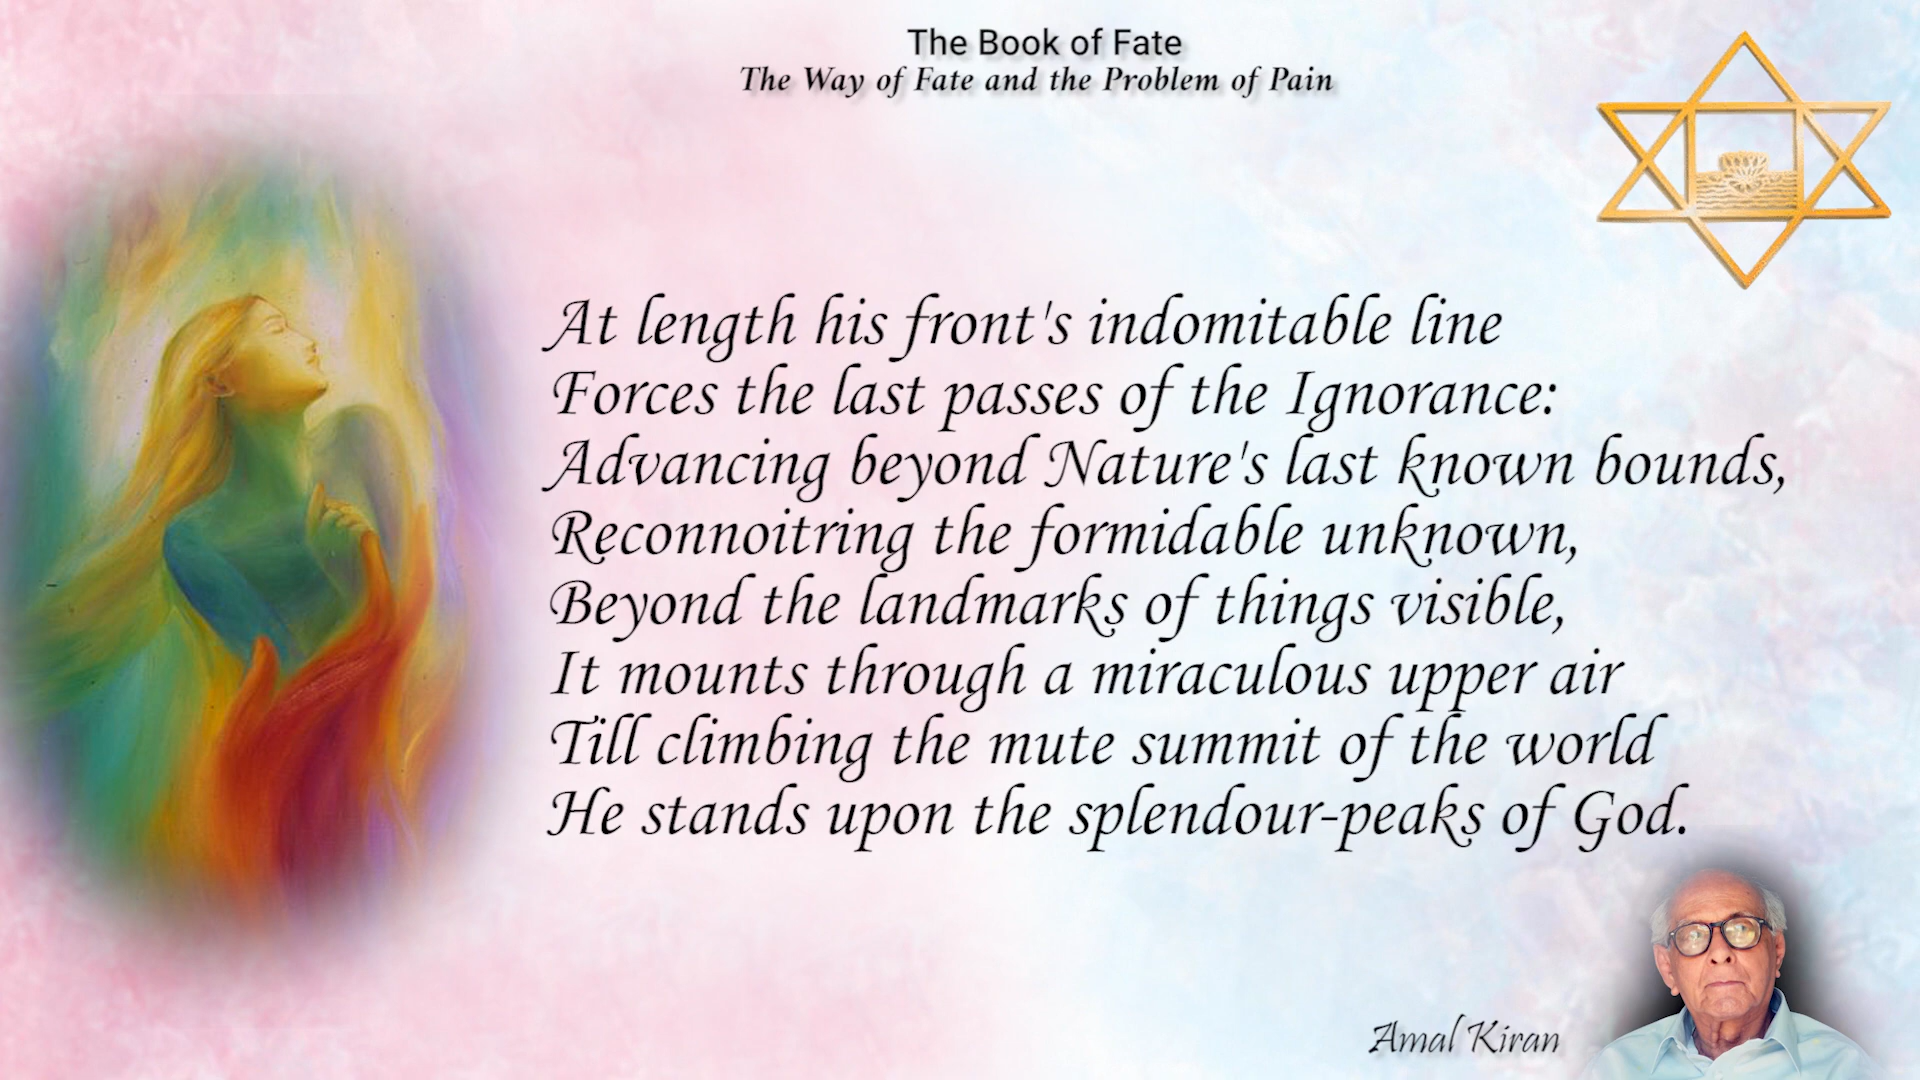 The Book of Fate
The Way of Fate and the Problem of Pain
At length his front's indomitable line
Forces the last passes of the Ignorance:
Advancing beyond Nature's last known bounds,
Reconnoitring the formidable unknown,
Beyond the landmarks of things visible,
It mounts through a miraculous upper air
Till climbing the mute summit of the world
He stands upon the splendour-peaks of God.
Amal Kiran